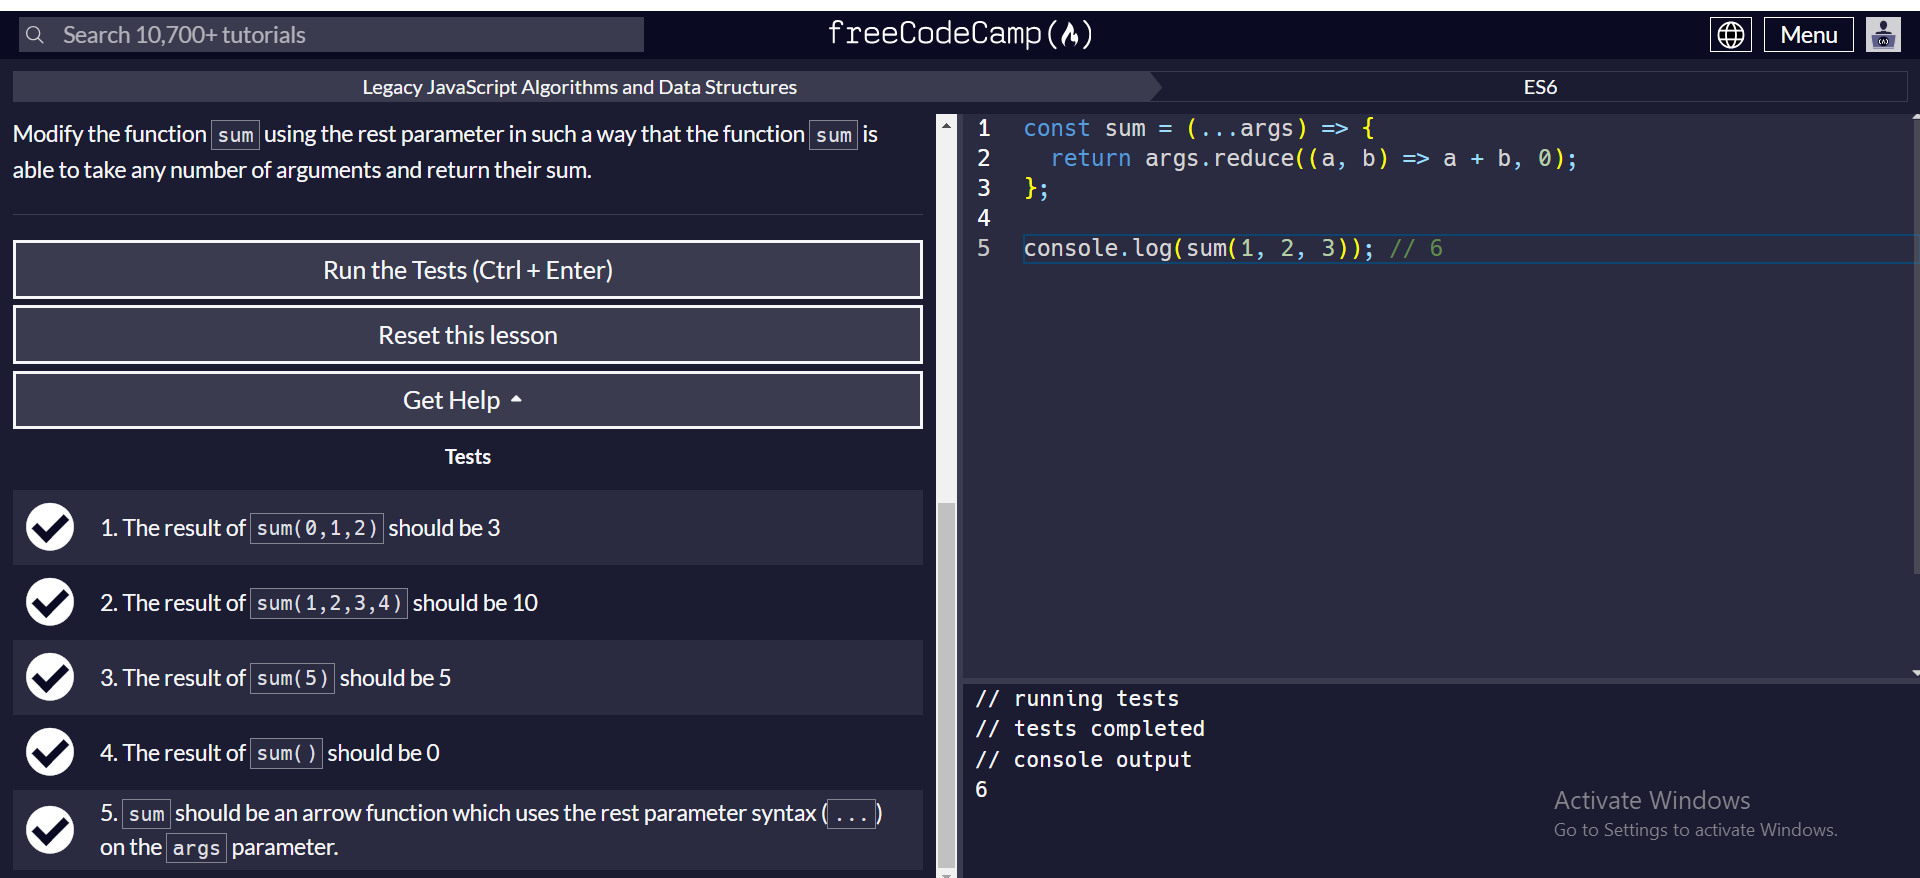 Search 10,700+ tutorials
freeCodeCamp
Menu
Legacy JavaScript Algorithms and Data Structures
ES6
Modify the function sum using the rest parameter in such a way that the function sum is
able to take any number of arguments and return their sum.
Run the Tests (Ctrl + Enter)
Reset this lesson
Get Help
Tests
1. The result of sum(0,1,2) should be 3
2. The result of sum(1,2,3,4) should be 10
3. The result of sum(5) should be 5
4. The result of sum() should be 0
5. sum should be an arrow function which uses the rest parameter syntax (...)
on the args parameter.
1 const sum = (...args) => {
2 return args.reduce((a, b) => a + b, 0);
3 };
4
5 console.log(sum(1, 2, 3)); // 6
// running tests
// tests completed
// console output
6
Activate Windows
Go to Settings to activate Windows.